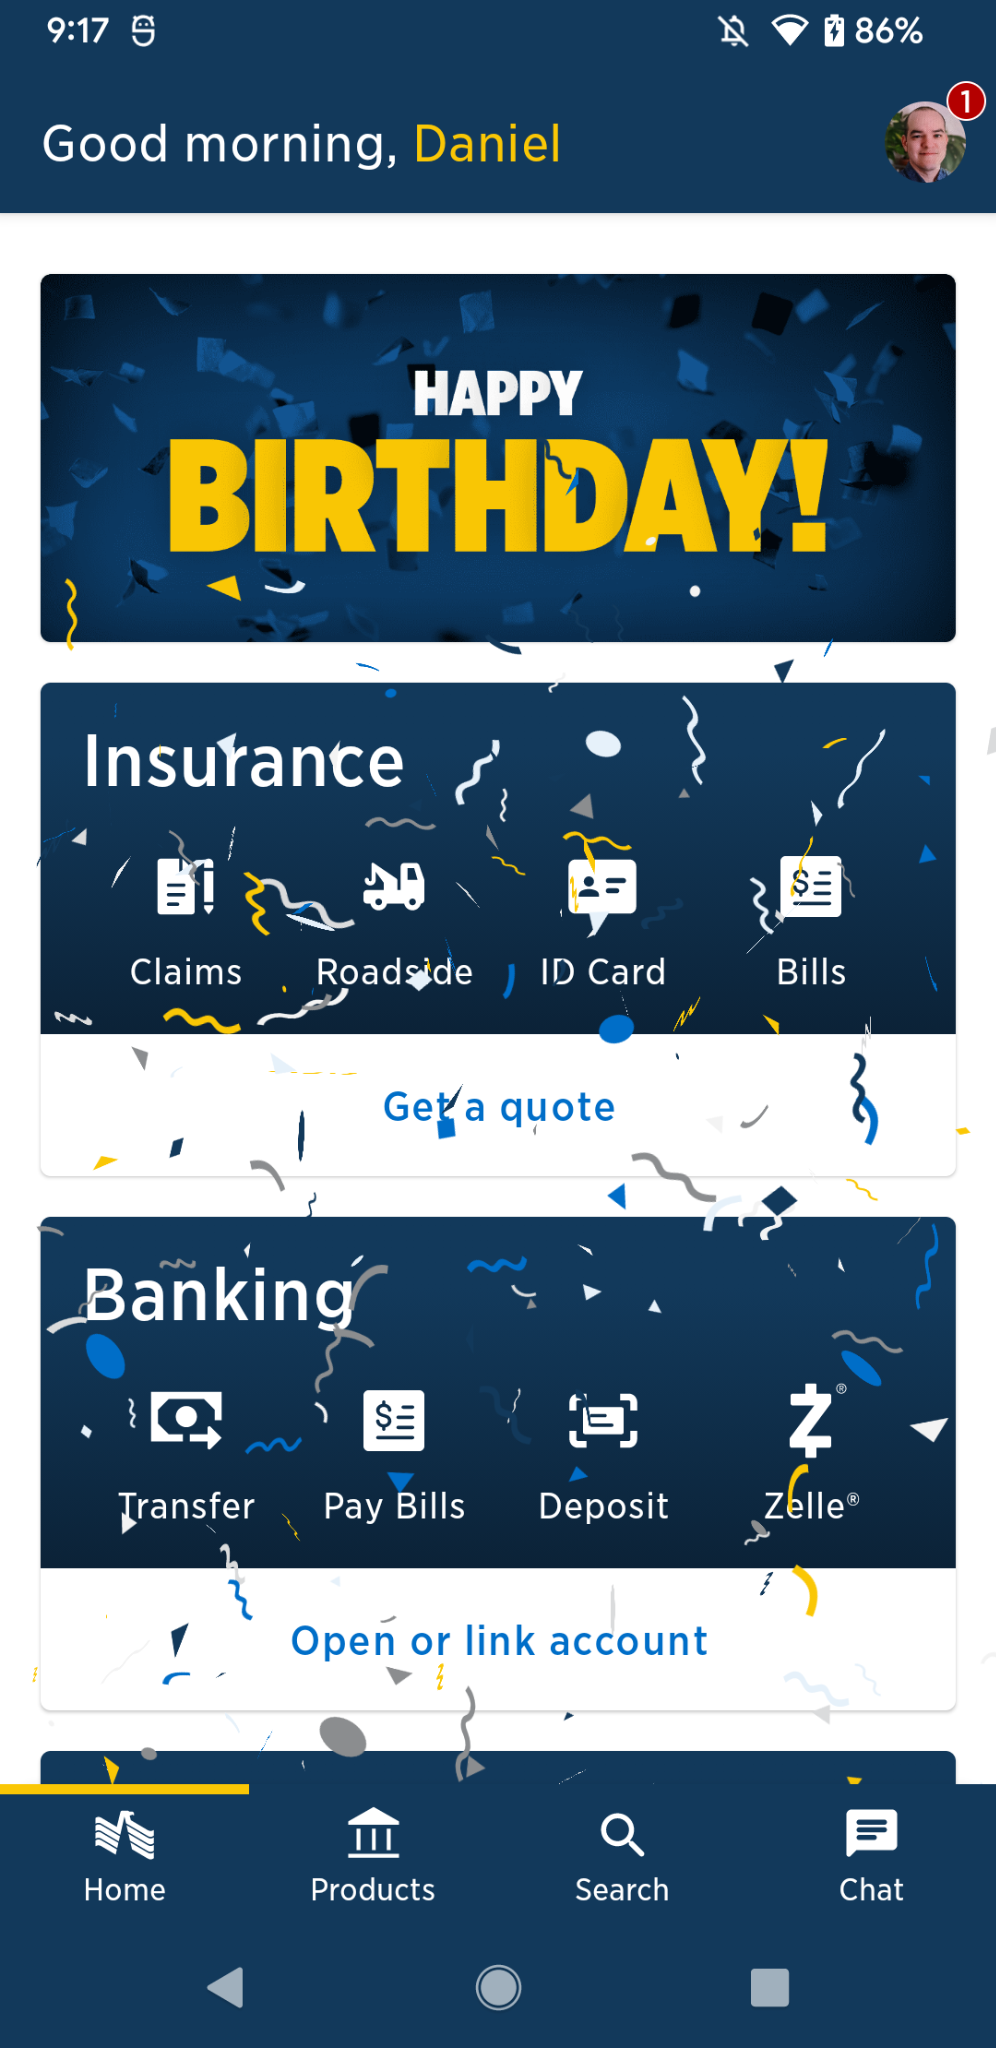 9:17
86%
Good morning, Daniel
1
HAPPY
BIRTHDAY!
Insurance
Claims
Roadside
ID Card
Bills
Get a quote
Banking
Transfer
Pay Bills
Deposit
Zelle®
Open or link account
Home
Products
Search
Chat